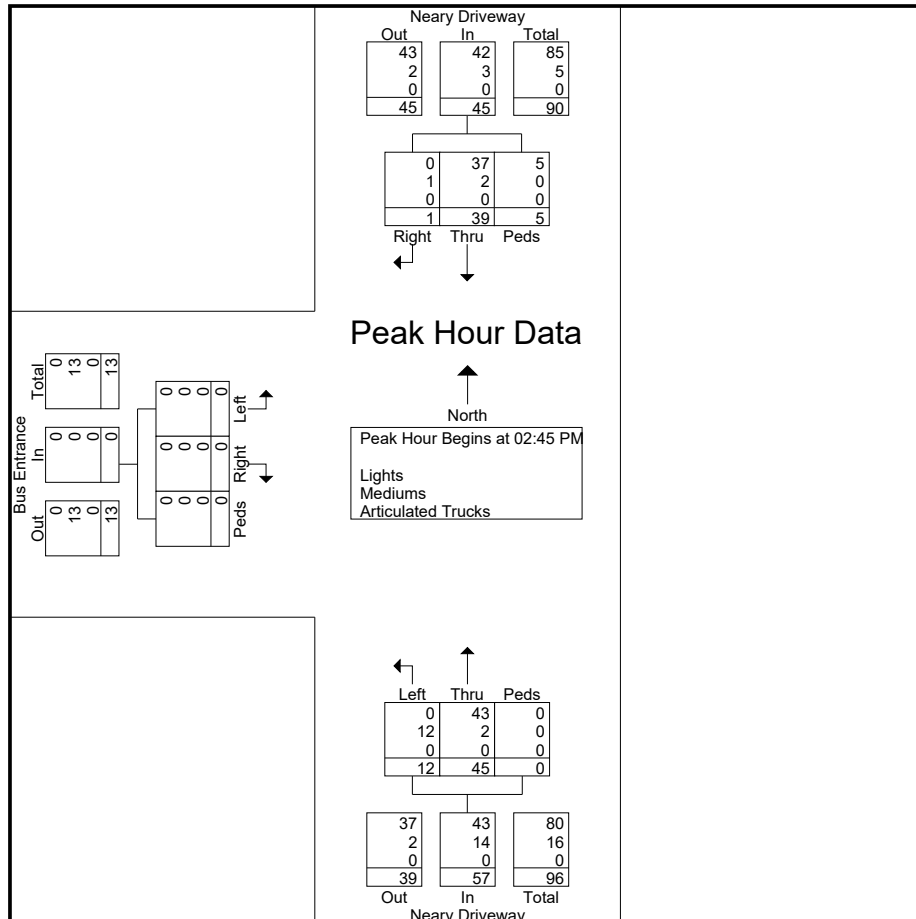 Neary Driveway
Out In Total
43 42 85
2 3 5
0 0 0
45 45 90
0 37 5
1 2 0
0 0 0
1 39 5
Right Thru Peds
Peak Hour Data
North
Peak Hour Begins at 02:45 PM
Lights
Mediums
Articulated Trucks
Bus Entrance
Out In Total
0 0 0
13 0 13
0 0 0
13 0 13
Peds Right Left
0 0 0
0 0 0
0 0 0
0 0 0
Left Thru Peds
0 43 0
12 2 0
0 0 0
12 45 0
37 43 80
2 14 16
0 0 0
39 57 96
Out In Total
Neary Driveway